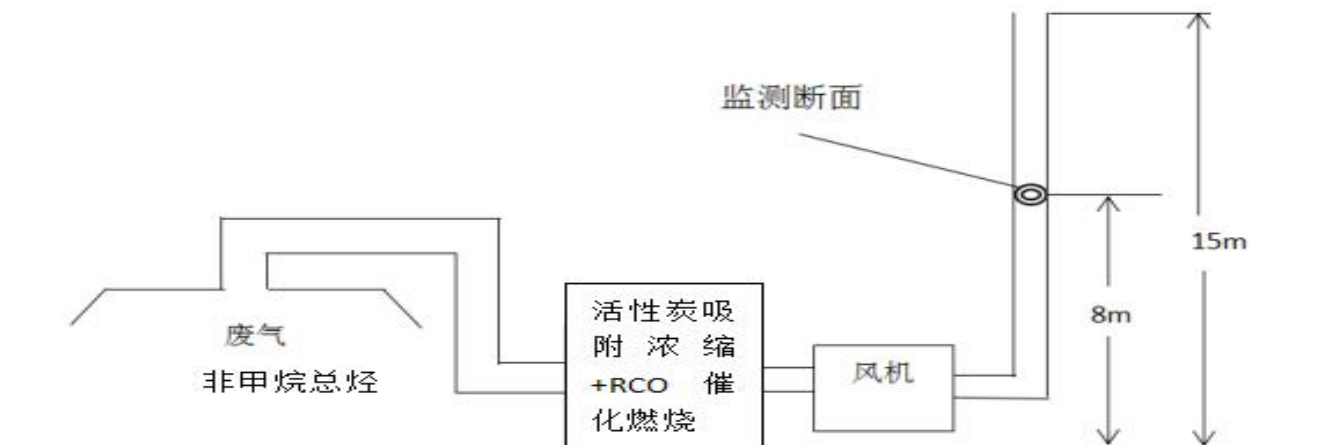 监测断面
15m
8m
废气
非甲烷总烃
活性炭吸
附浓缩
+RCO 催
化燃烧
风机